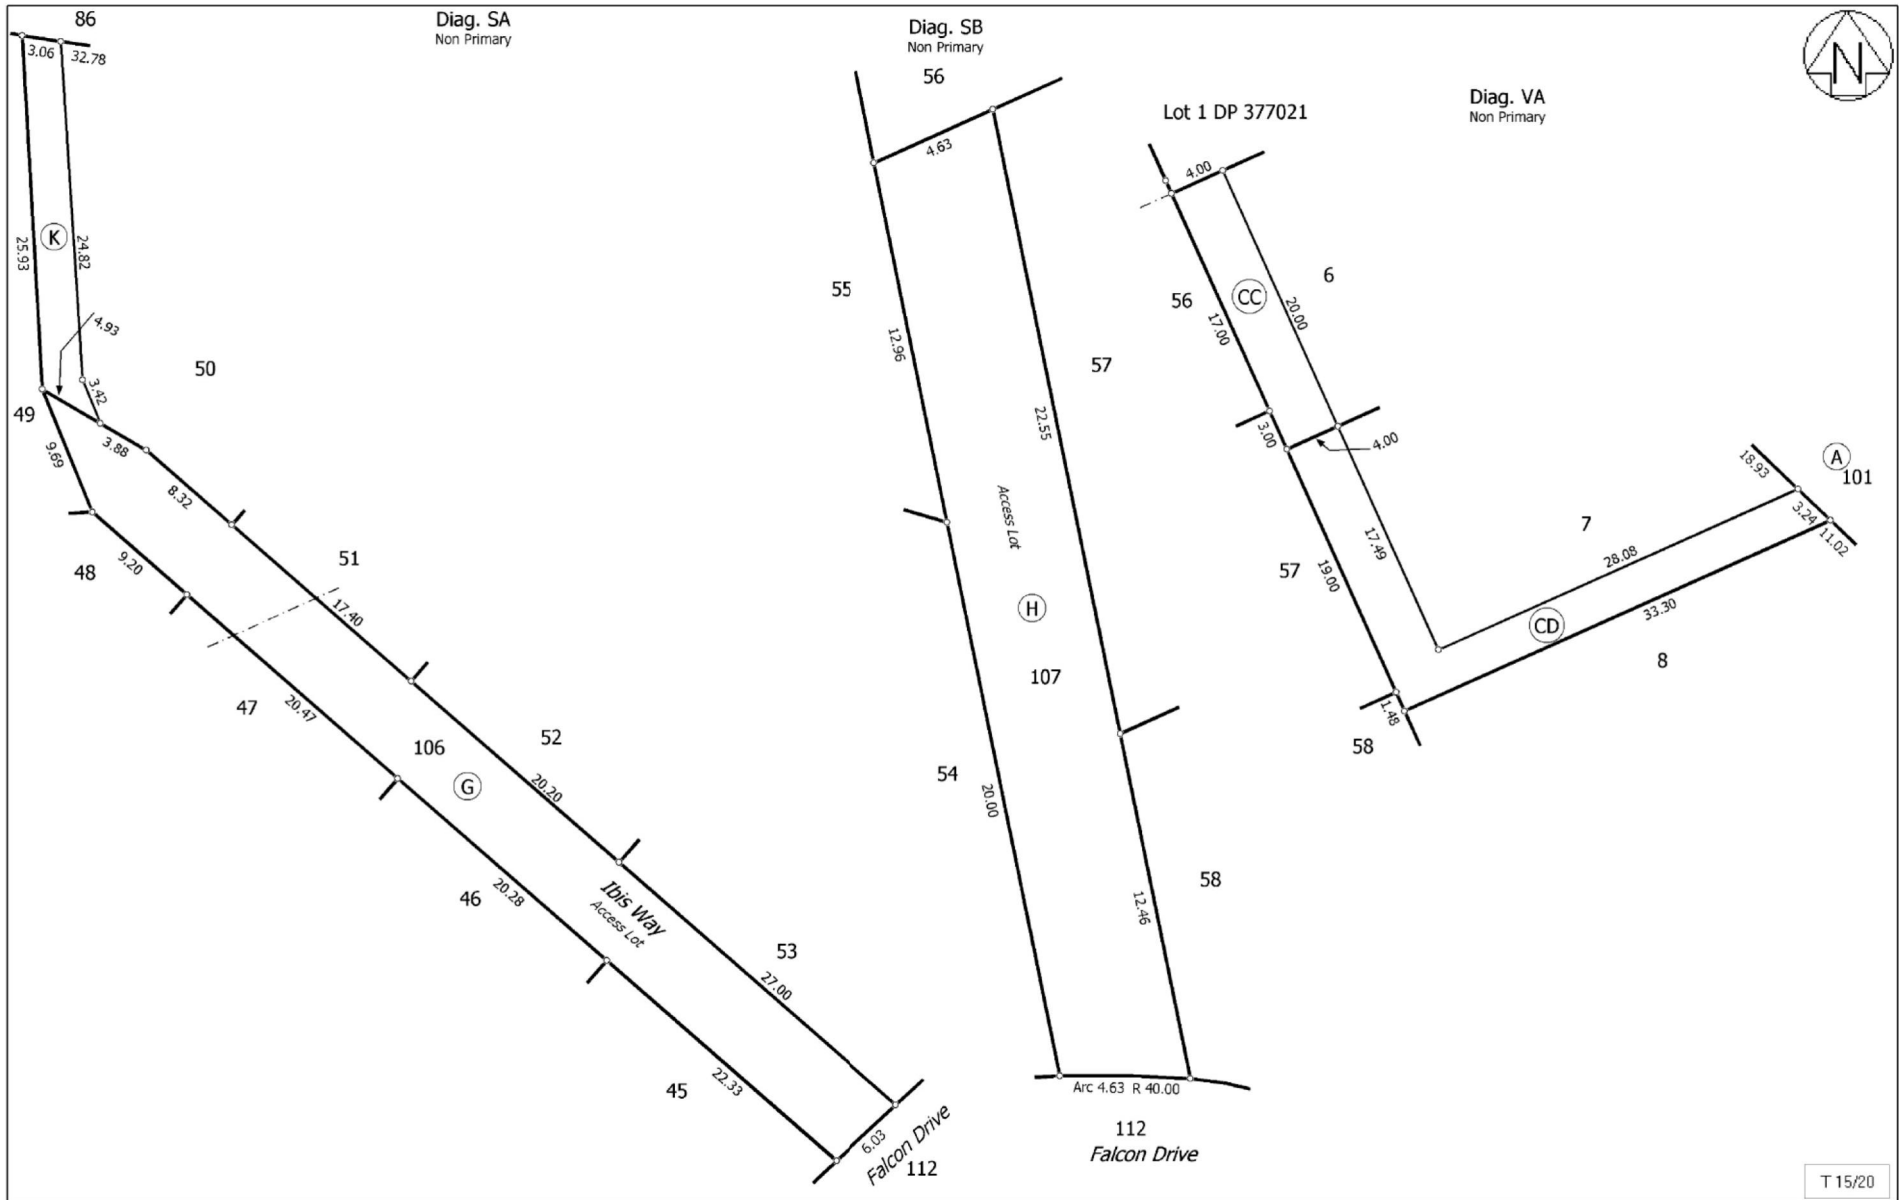 Diag. SA
Non Primary
86
3.06
32.78
25.93
K
24.82
4.93
50
3.42
49
3.88
9.69
8.32
48
9.20
51
17.40
47
20.47
106
G
52
20.20
46
20.28
Ibis Way
Access Lot
53
27.00
45
22.33
6.03
Falcon Drive
112
Diag. SB
Non Primary
56
4.63
55
12.96
57
22.55
Access Lot
H
107
54
20.00
58
12.46
Arc 4.63 R 40.00
112
Falcon Drive
Diag. VA
Non Primary
Lot 1 DP 377021
4.00
6
56
CC
17.00
20.00
3.00
4.00
A
101
18.93
3.24
11.02
7
17.49
28.08
57
19.00
33.30
CD
8
1.48
58
N
T 15/20